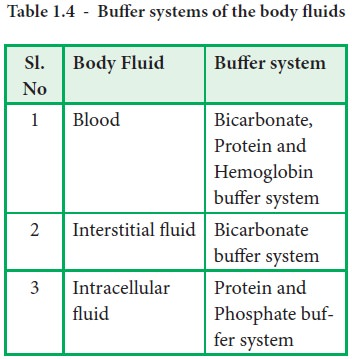 Table 1.4 - Buffer systems of the body fluids
Sl. No Body Fluid Buffer system
1 Blood Bicarbonate,
Protein and
Hemoglobin
buffer system
2 Interstitial fluid Bicarbonate
buffer system
3 Intracellular Protein and
fluid Phosphate buf-
fer system